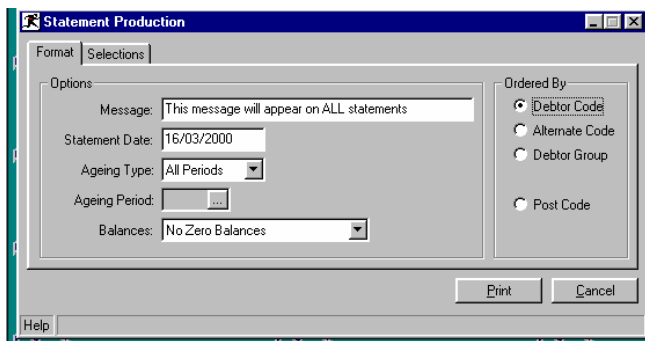 Statement Production
Format Selections
Options
Message: This message will appear on ALL statements
Statement Date: 16/03/2000
Ageing Type: All Periods
Ageing Period: ...
Balances: No Zero Balances
Ordered By
Debtor Code
Alternate Code
Debtor Group
Post Code
Print Cancel
Help